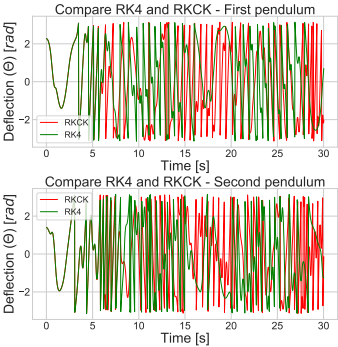 Compare RK4 and RKCK - First pendulum
Deflection (Θ) [rad]
2
0
−2
RKCK
RK4
0 5 10 15 20 25 30
Time [s]
Compare RK4 and RKCK - Second pendulum
Deflection (Θ) [rad]
2
0
−2
RKCK
RK4
0 5 10 15 20 25 30
Time [s]